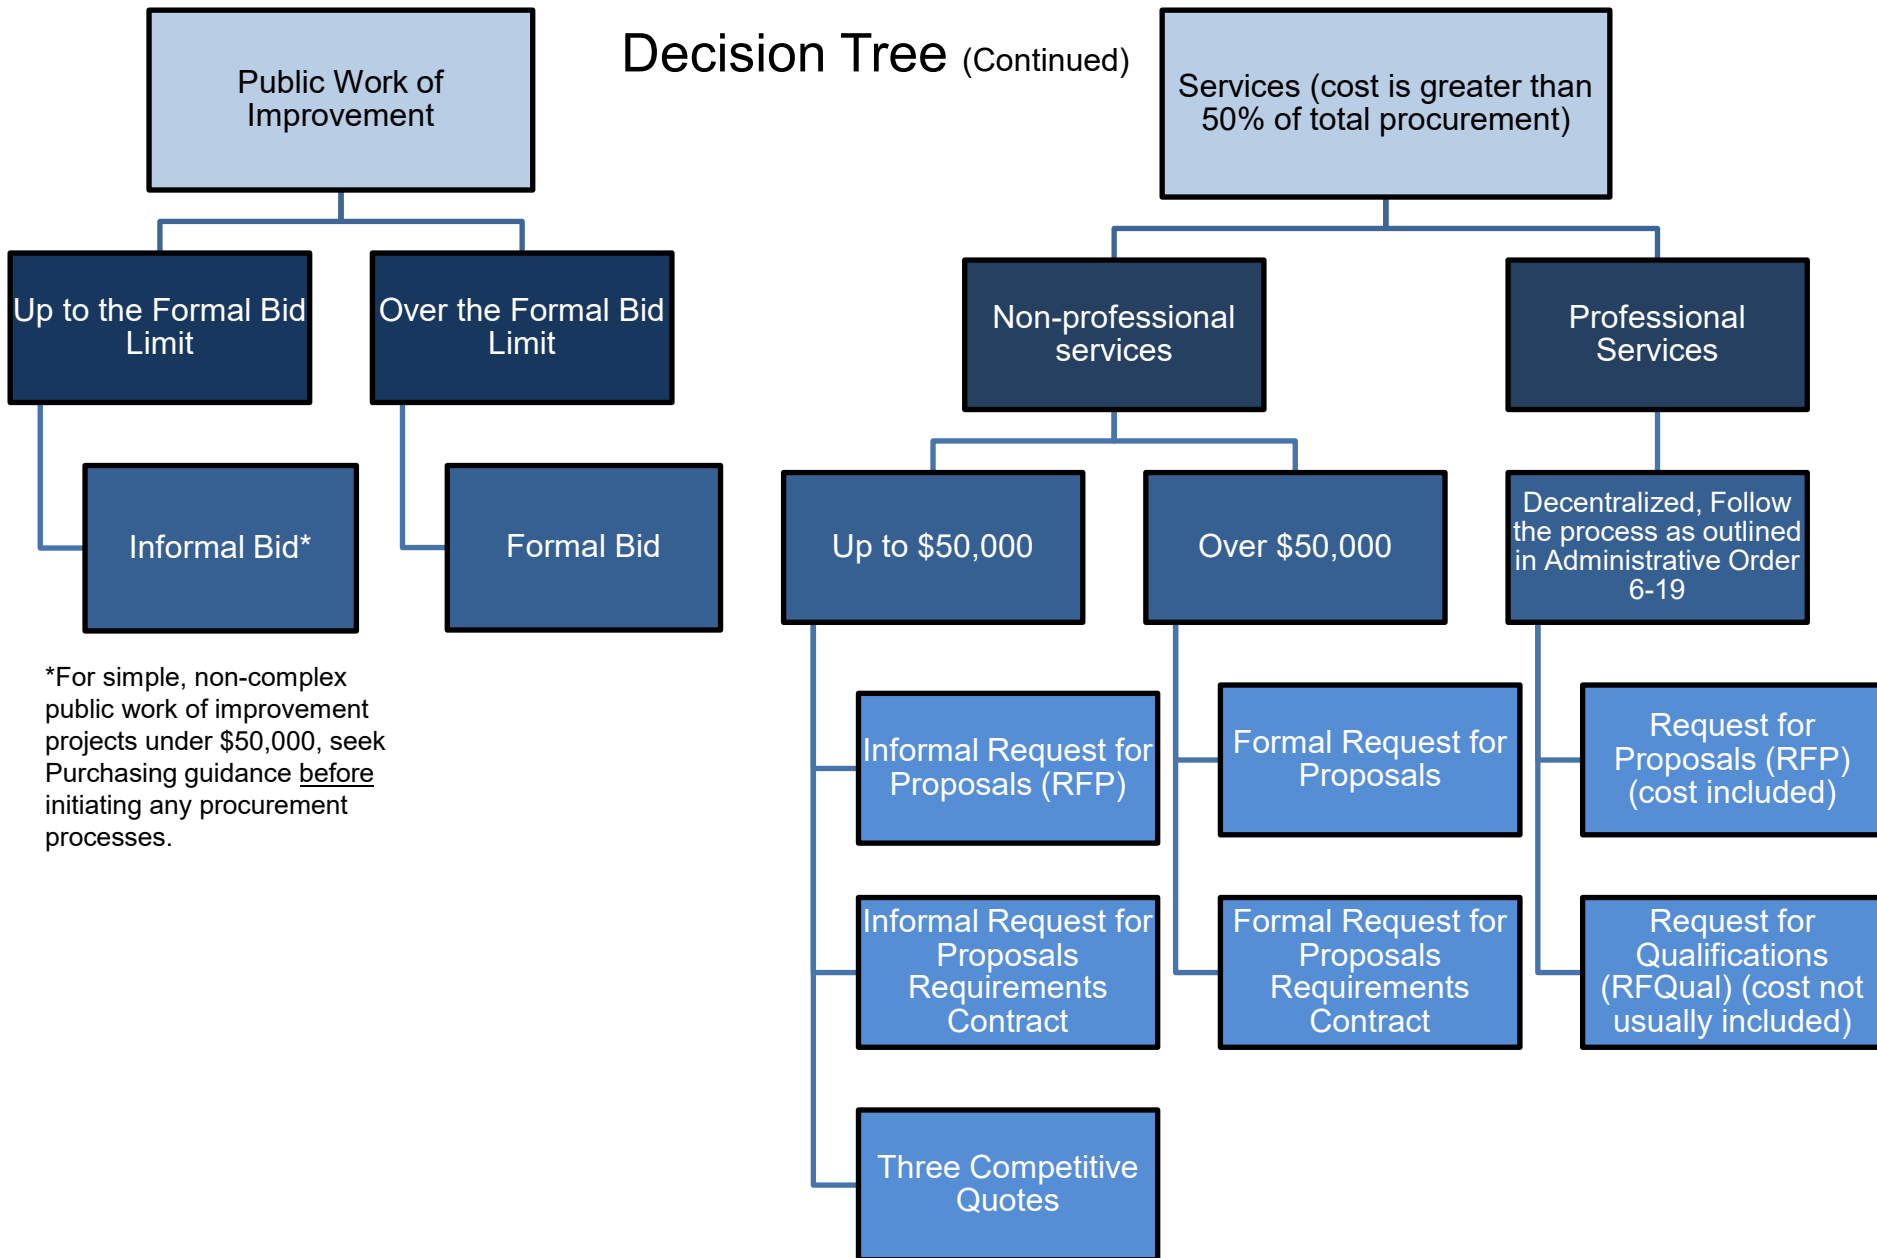 Decision Tree (Continued)
Public Work of
Improvement
Up to the Formal Bid
Limit
Over the Formal Bid
Limit
Informal Bid*
Formal Bid
*For simple, non-complex
public work of improvement
projects under $50,000, seek
Purchasing guidance before
initiating any procurement
processes.
Services (cost is greater than
50% of total procurement)
Non-professional
services
Professional
Services
Up to $50,000
Over $50,000
Decentralized, Follow
the process as outlined
in Administrative Order
6-19
Informal Request for
Proposals (RFP)
Informal Request for
Proposals
Requirements
Contract
Three Competitive
Quotes
Formal Request for
Proposals
Formal Request for
Proposals
Requirements
Contract
Request for
Proposals (RFP)
(cost included)
Request for
Qualifications
(RFQual) (cost not
usually included)